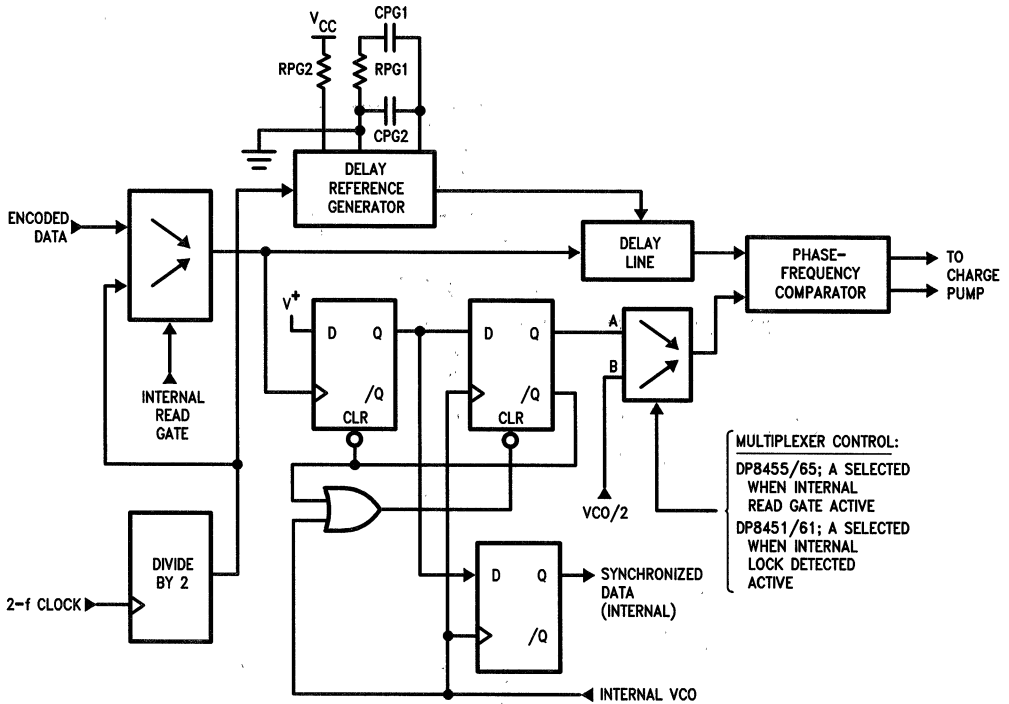 VCC
CPG1
RPG2
RPG1
CPG2
DELAY
REFERENCE
GENERATOR
ENCODED
DATA
INTERNAL
READ
GATE
DELAY
LINE
PHASE-
FREQUENCY
COMPARATOR
TO
CHARGE
PUMP
V+
D Q
/Q
CLR
D Q
/Q
CLR
A
B
VCO/2
MULTIPLEXER CONTROL:
DP8455/65; A SELECTED
WHEN INTERNAL
READ GATE ACTIVE
DP8451/61; A SELECTED
WHEN INTERNAL
LOCK DETECTED
ACTIVE
DIVIDE
BY 2
2-f CLOCK
D Q
/Q
SYNCHRONIZED
DATA
(INTERNAL)
INTERNAL VCO